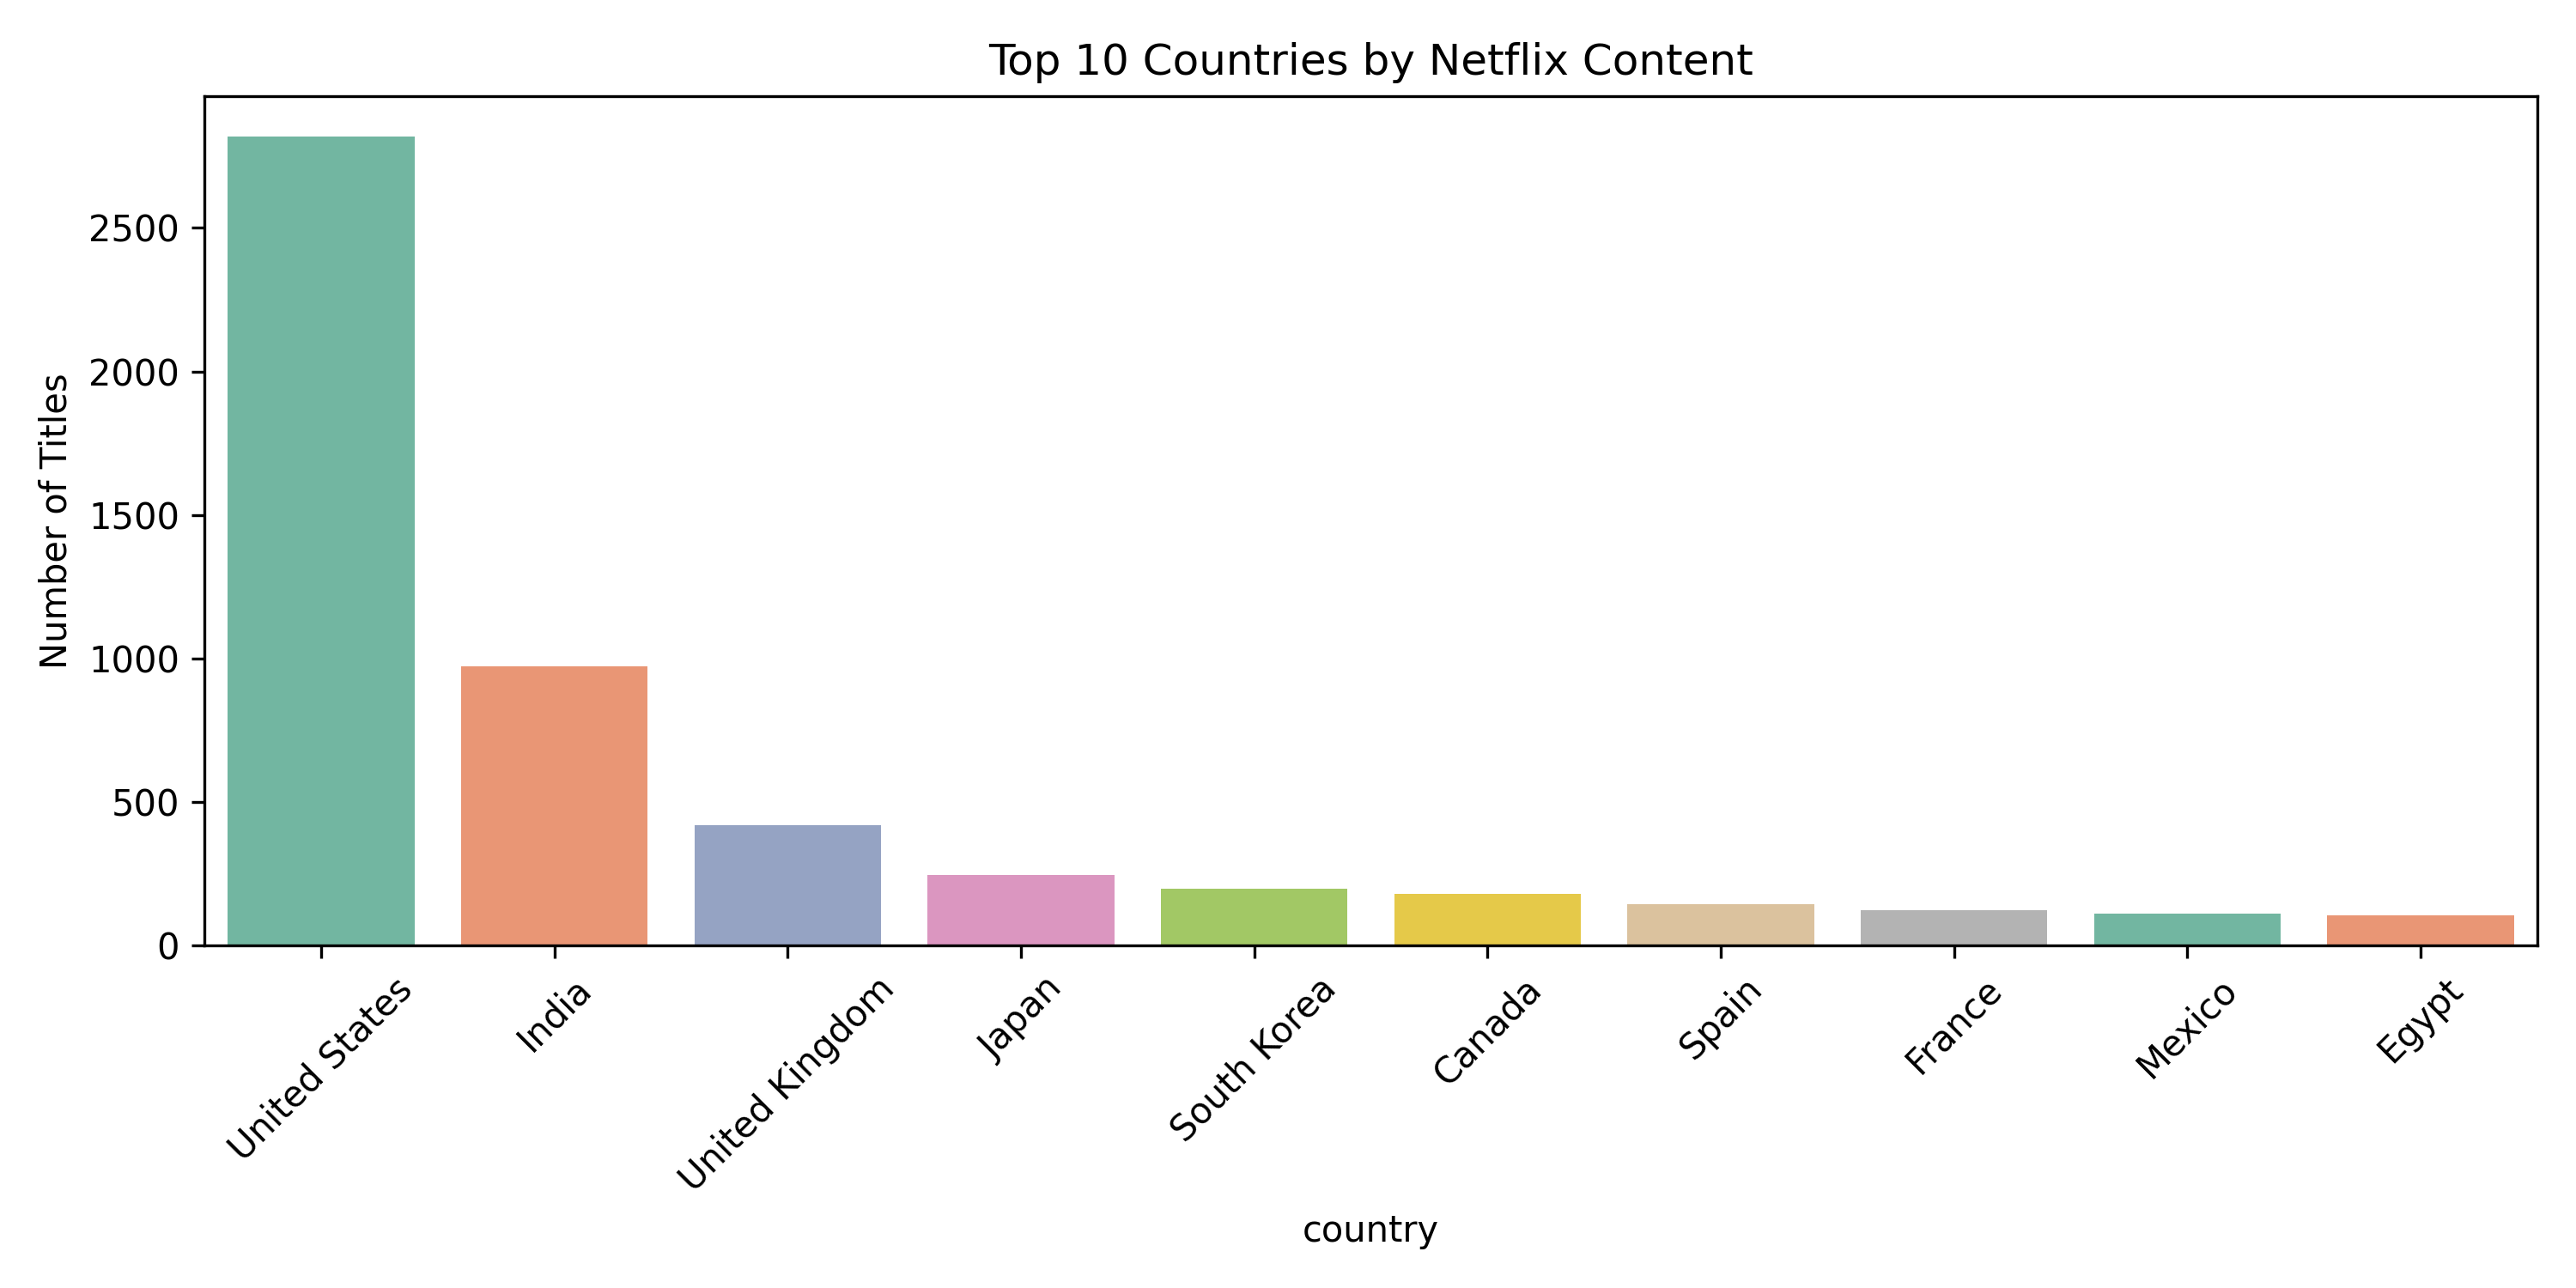 Top 10 Countries by Netflix Content
Number of Titles
2500
2000
1500
1000
500
0
United States
India
United Kingdom
Japan
South Korea
Canada
Spain
France
Mexico
Egypt
country